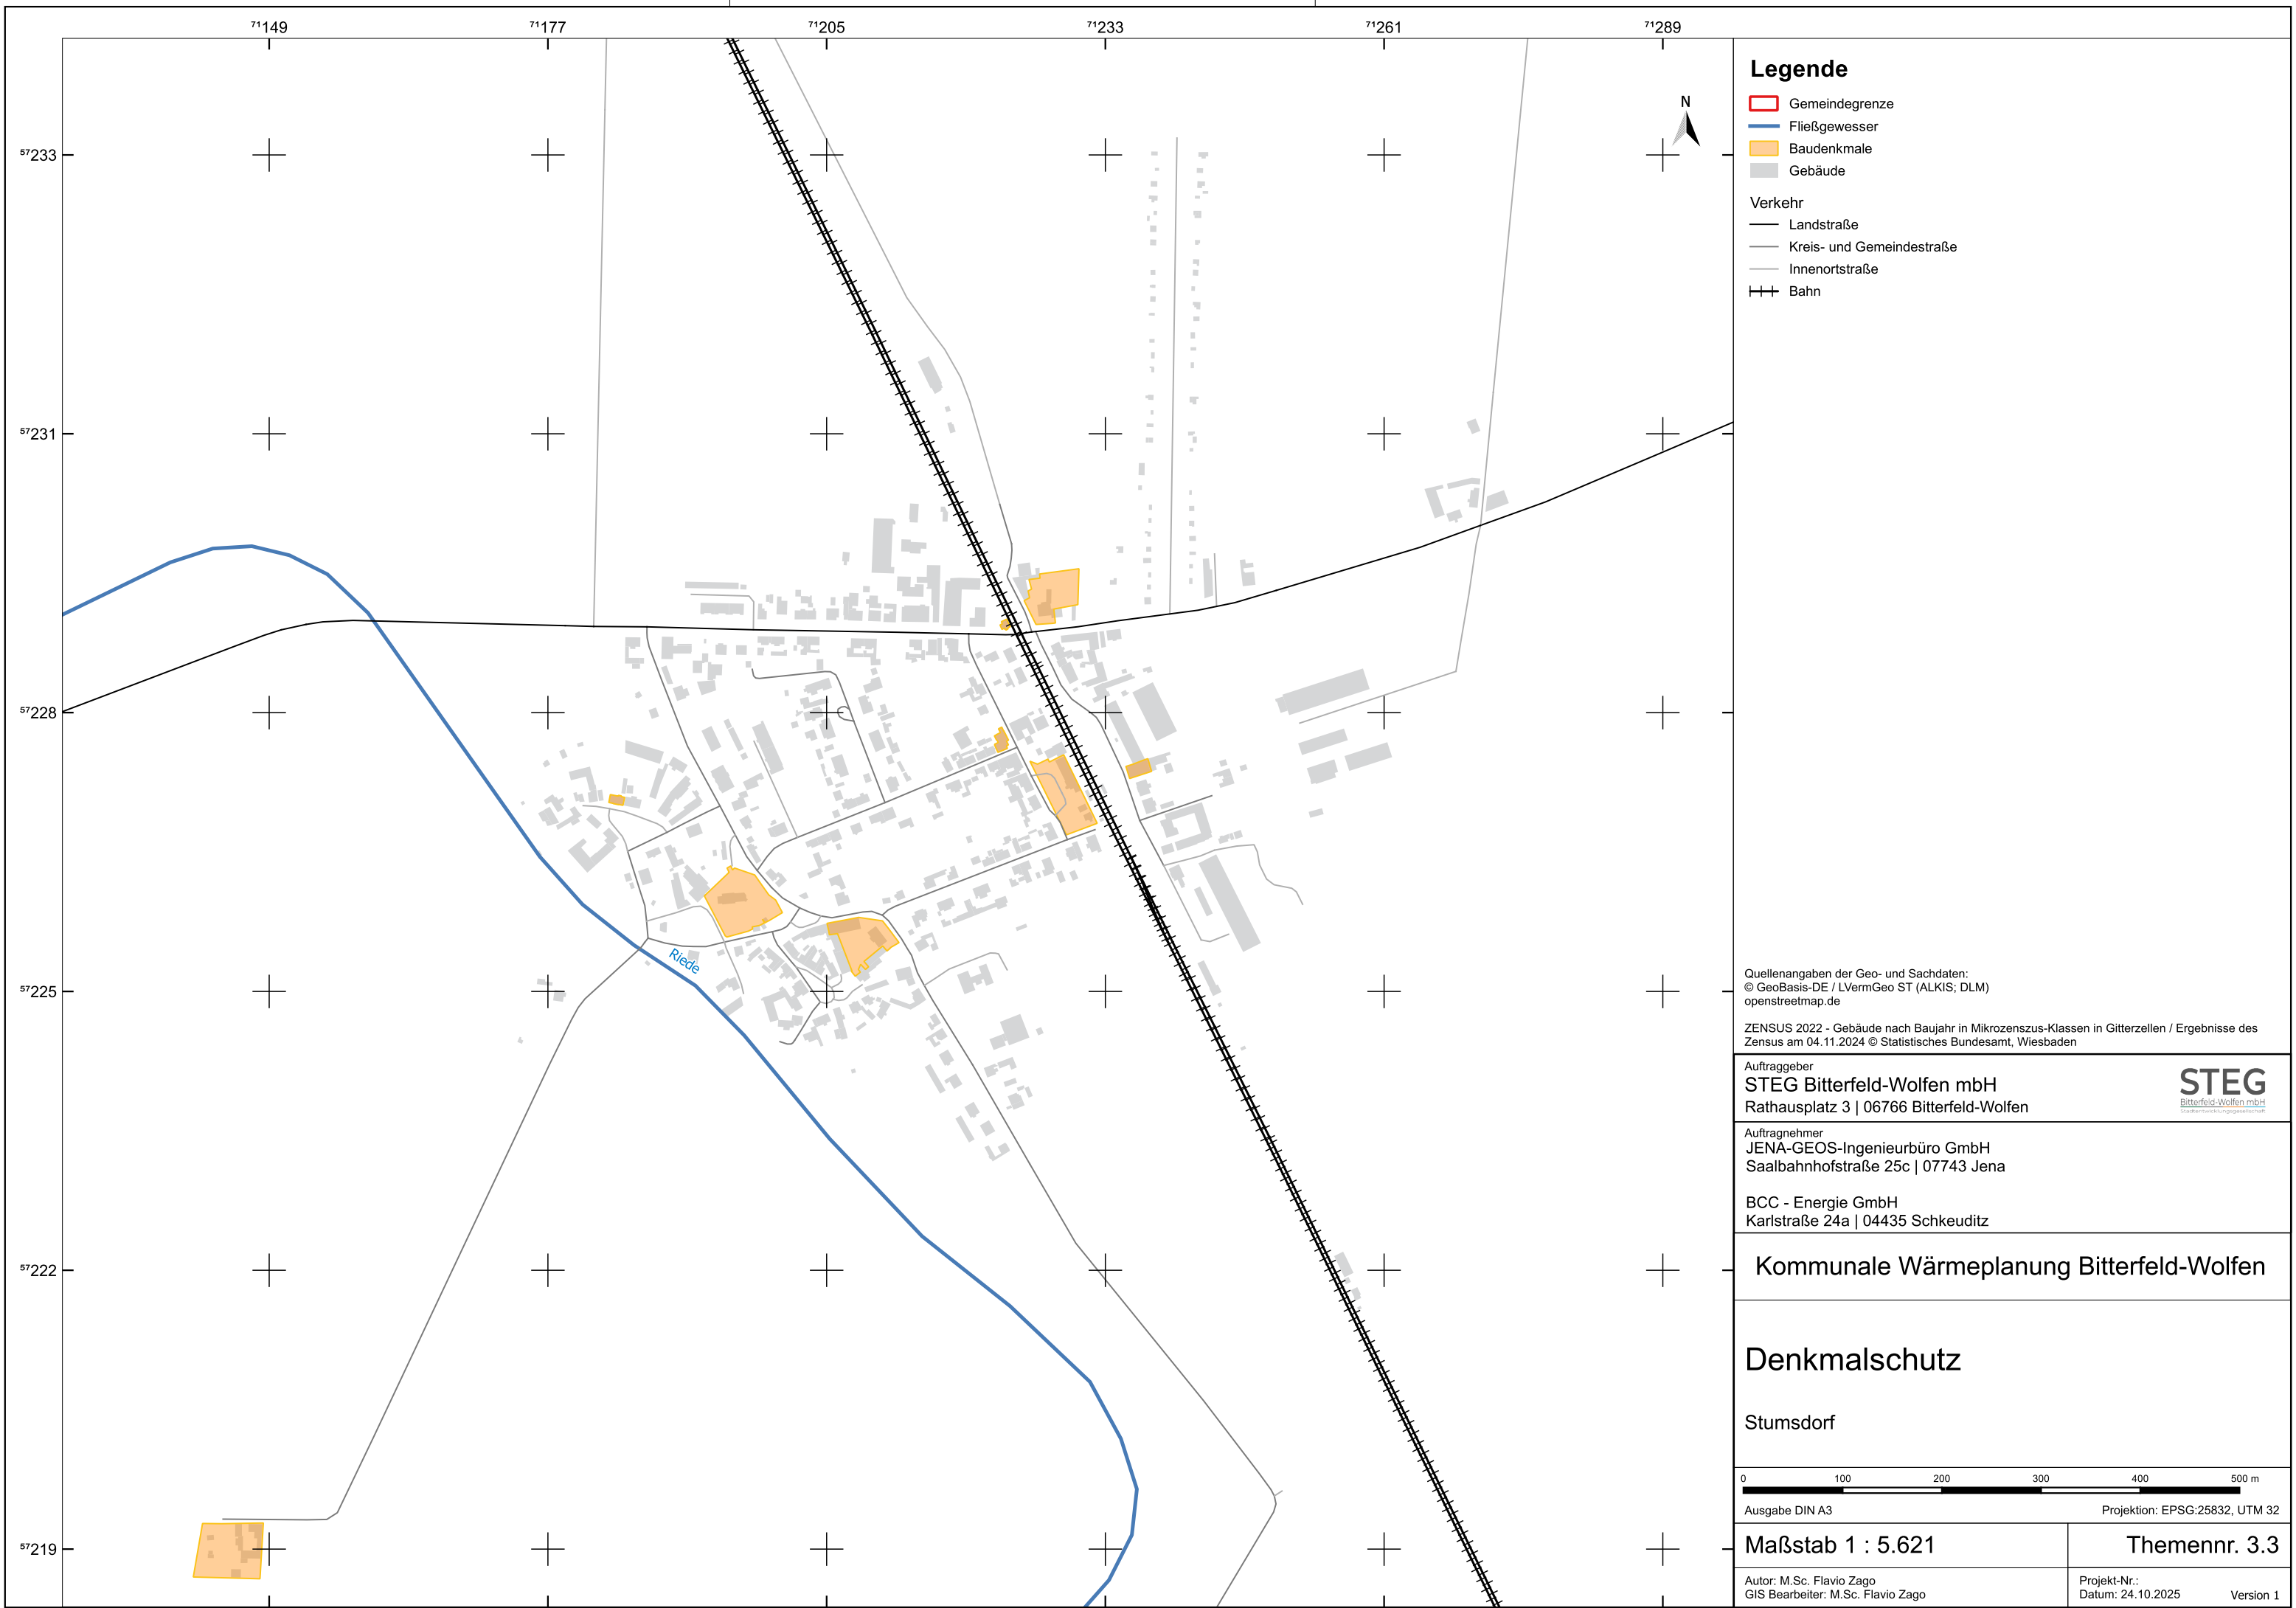 71149 71177 71205 71233 71261 71289
57233
57231
57228
57225
57222
57219
N
Riede
Legende
Gemeindegrenze
Fließgewesser
Baudenkmale
Gebäude
Verkehr
Landstraße
Kreis- und Gemeindestraße
Innenortstraße
Bahn
Quellenangaben der Geo- und Sachdaten:
© GeoBasis-DE / LVermGeo ST (ALKIS; DLM)
openstreetmap.de
ZENSUS 2022 - Gebäude nach Baujahr in Mikrozenszus-Klassen in Gitterzellen / Ergebnisse des
Zensus am 04.11.2024 © Statistisches Bundesamt, Wiesbaden
Auftraggeber
STEG Bitterfeld-Wolfen mbH
Rathausplatz 3 | 06766 Bitterfeld-Wolfen
STEG
Bitterfeld-Wolfen mbH
Stadtentwicklungsgesellschaft
Auftragnehmer
JENA-GEOS-Ingenieurbüro GmbH
Saalbahnhofstraße 25c | 07743 Jena
BCC - Energie GmbH
Karlstraße 24a | 04435 Schkeuditz
Kommunale Wärmeplanung Bitterfeld-Wolfen
Denkmalschutz
Stumsdorf
0 100 200 300 400 500 m
Ausgabe DIN A3 Projektion: EPSG:25832, UTM 32
Maßstab 1 : 5.621 Themennr. 3.3
Autor: M.Sc. Flavio Zago
GIS Bearbeiter: M.Sc. Flavio Zago
Projekt-Nr.:
Datum: 24.10.2025 Version 1